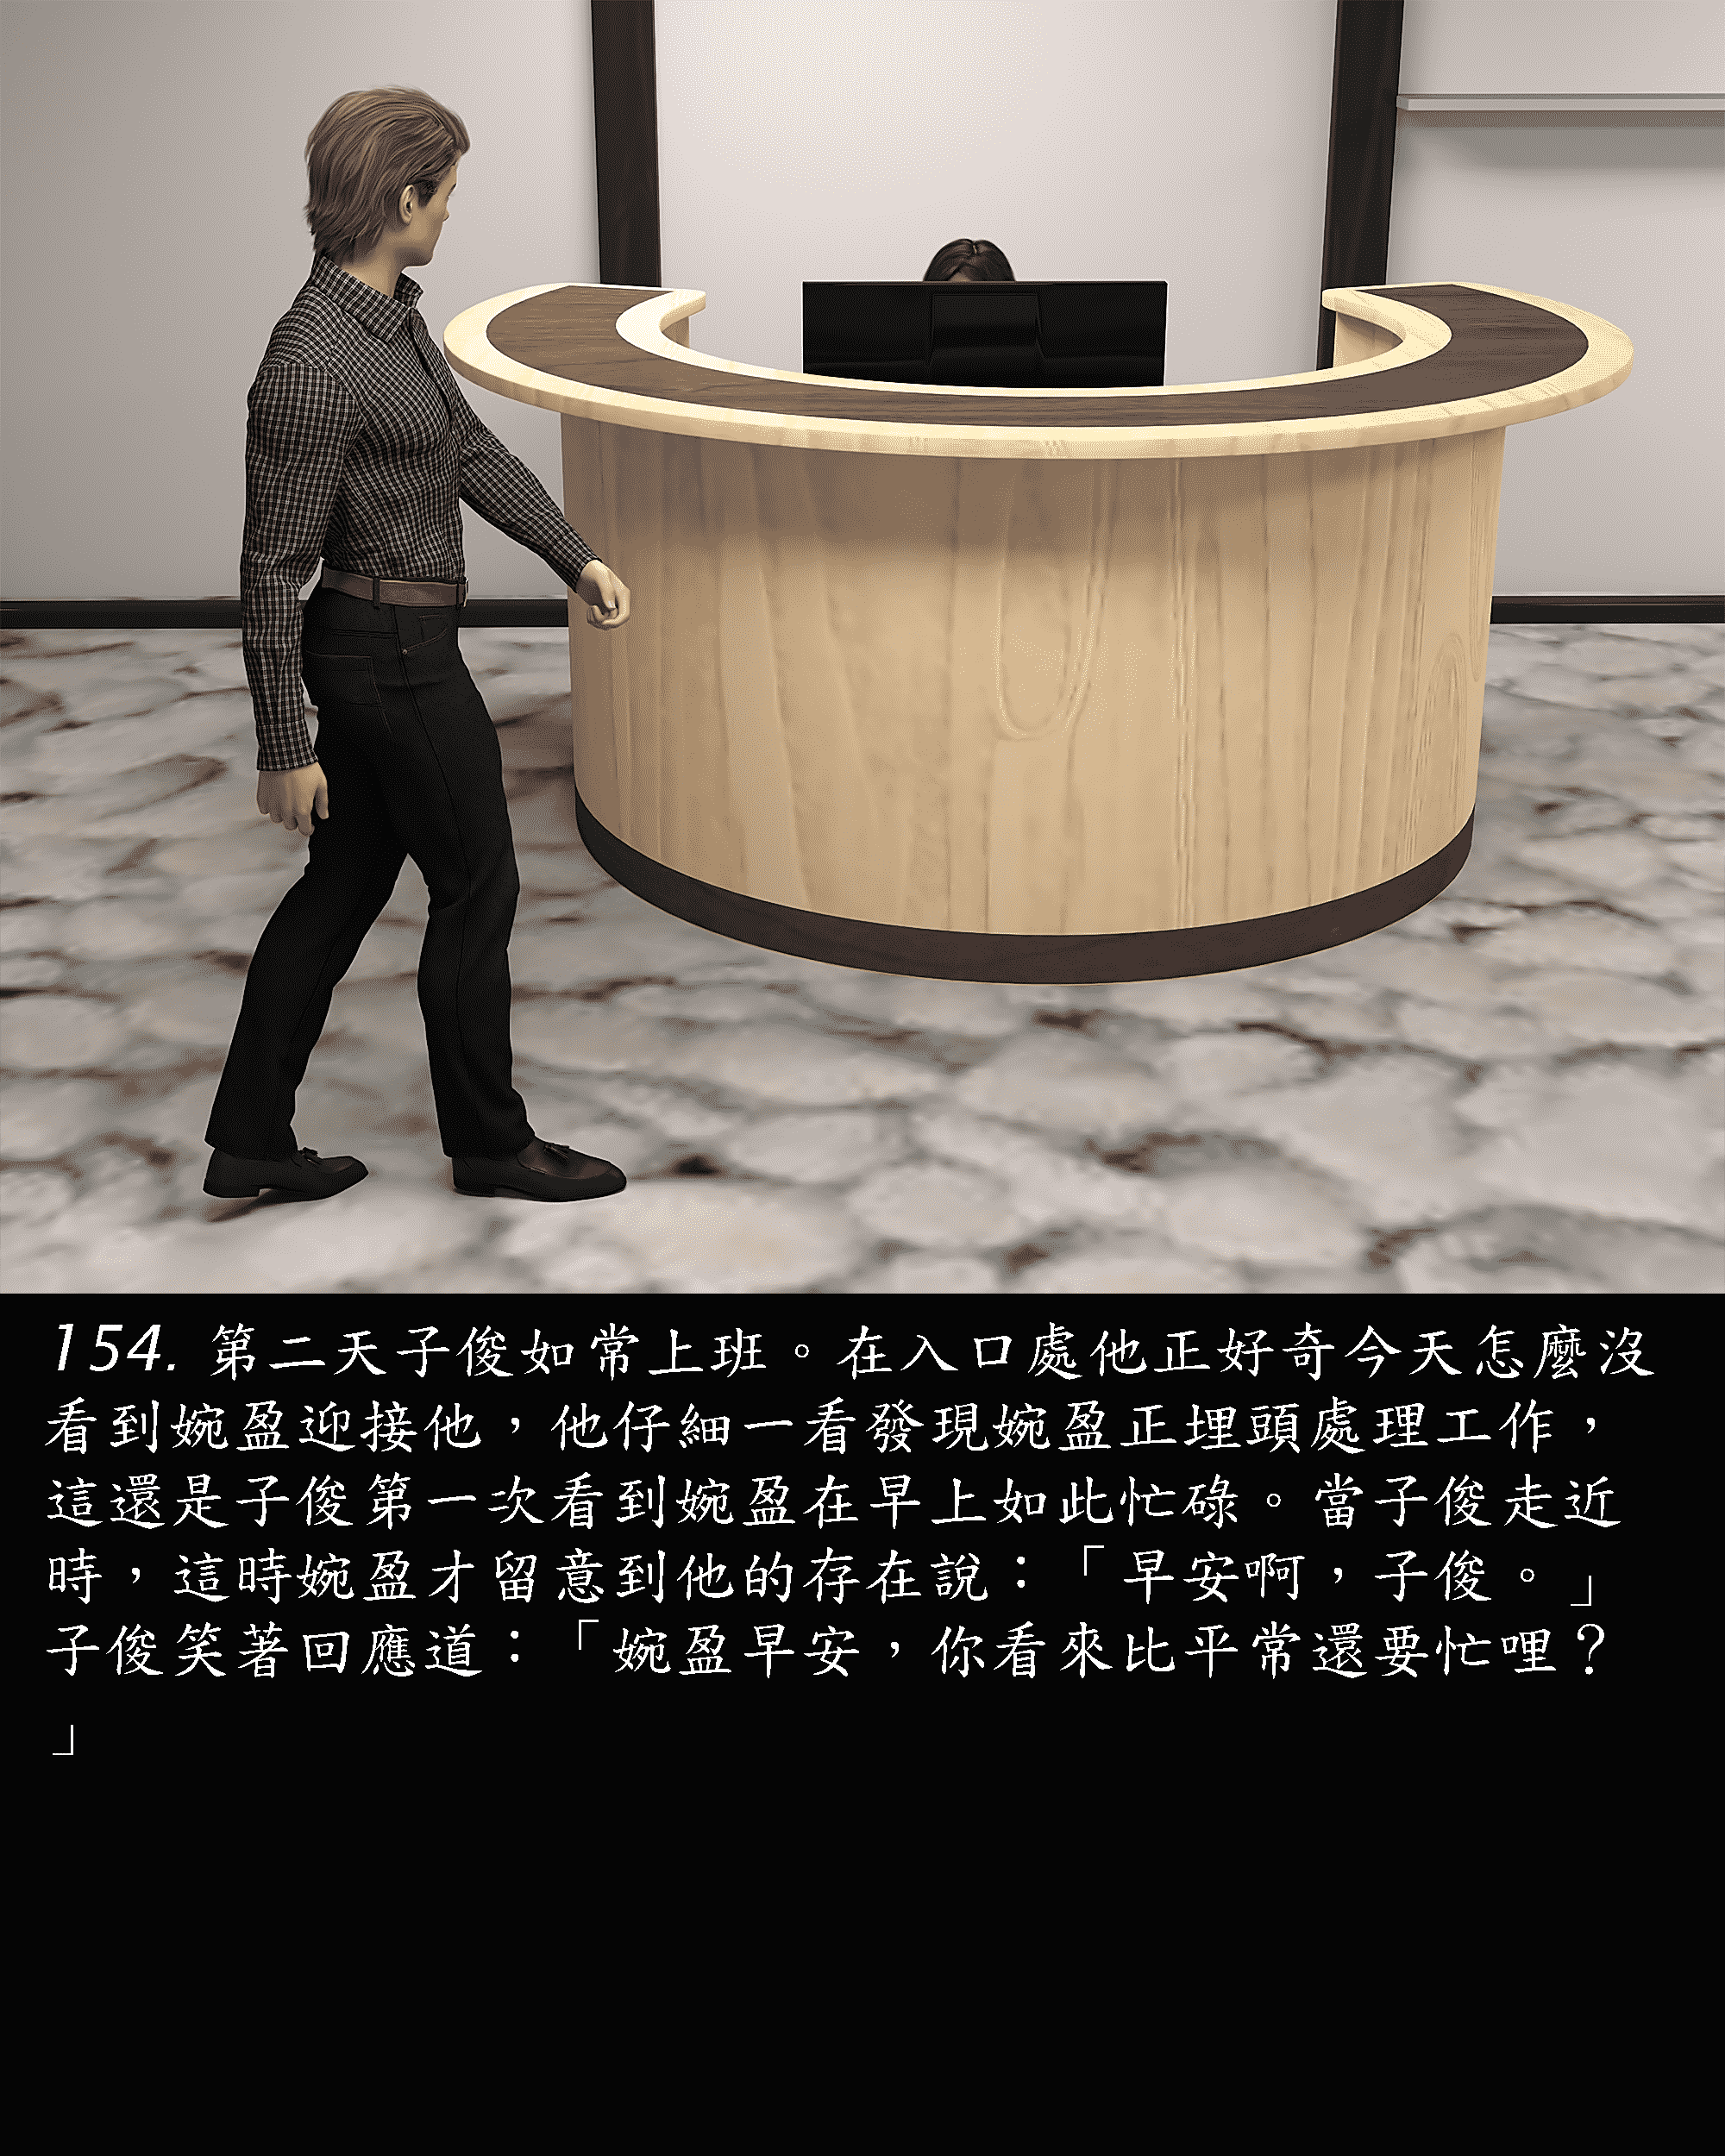 154. 第二天子俊如常上班。在入口處他正好奇今天怎麼沒
看到婉盈迎接他，他仔細一看發現婉盈正埋頭處理工作，
這還是子俊第一次看到婉盈在早上如此忙碌。當子俊走近
時，這時婉盈才留意到他的存在說：「早安啊，子俊。」
子俊笑著回應道：「婉盈早安，你看來比平常還要忙哩？
」